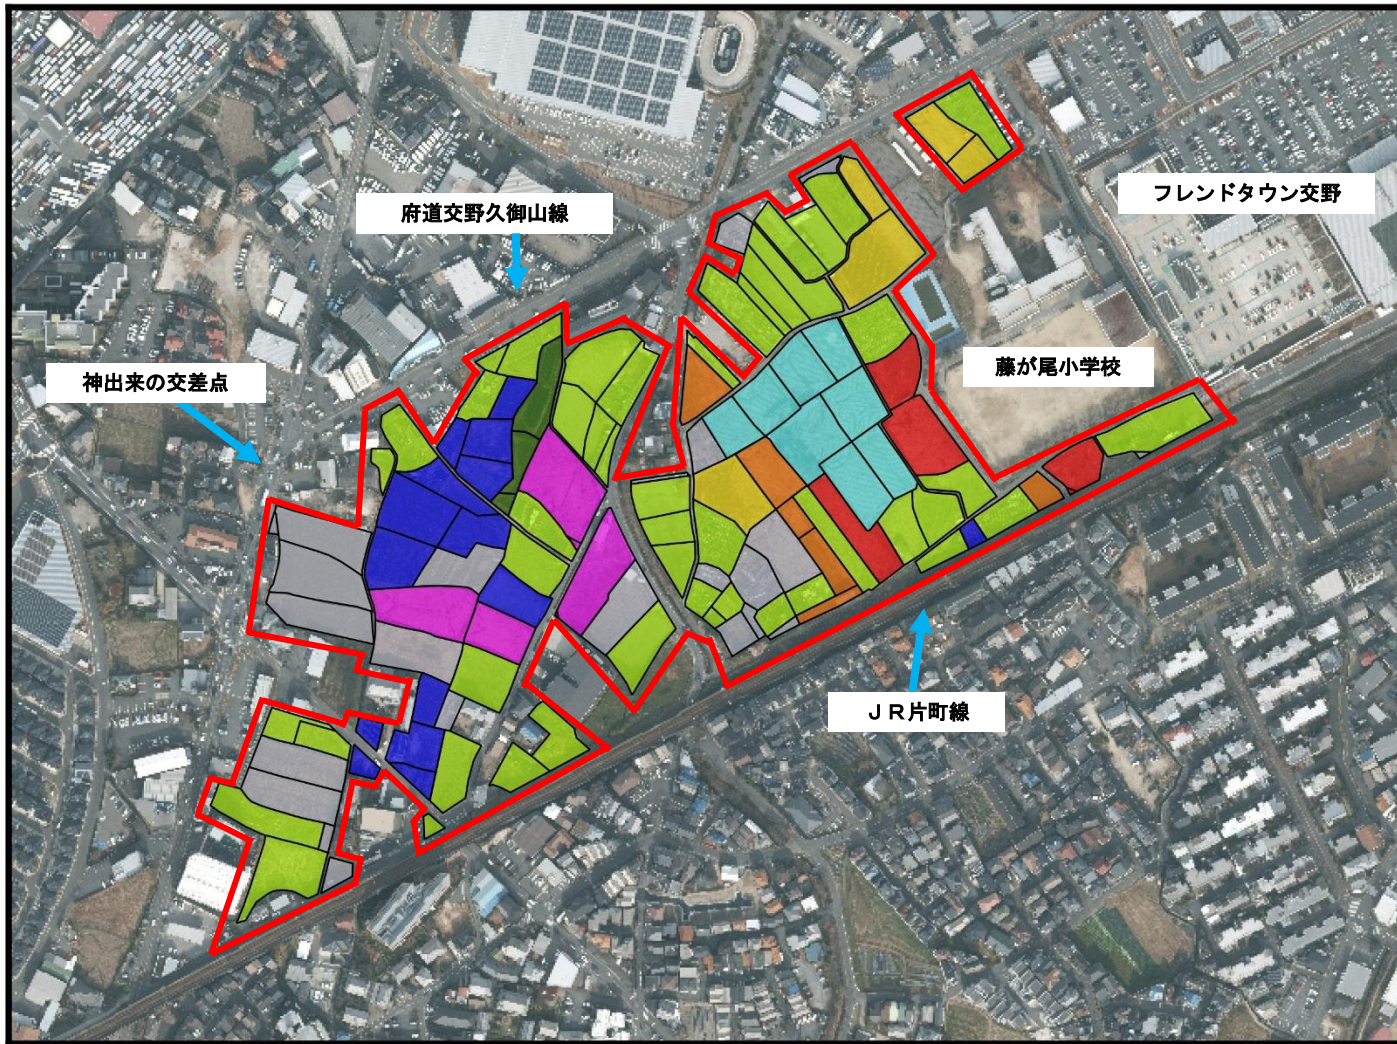 フレンドタウン交野
府道交野久御山線
藤が尾小学校
神出来の交差点
ＪＲ片町線